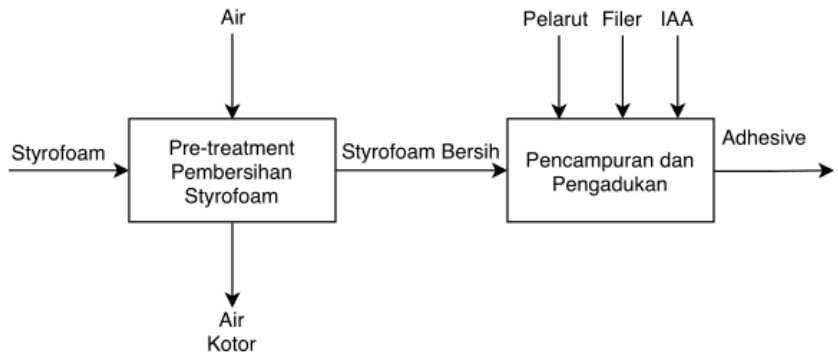 Air
Pelarut Filer IAA
Styrofoam
Pre-treatment
Pembersihan
Styrofoam
Styrofoam Bersih
Pencampuran dan
Pengadukan
Adhesive
Air
Kotor